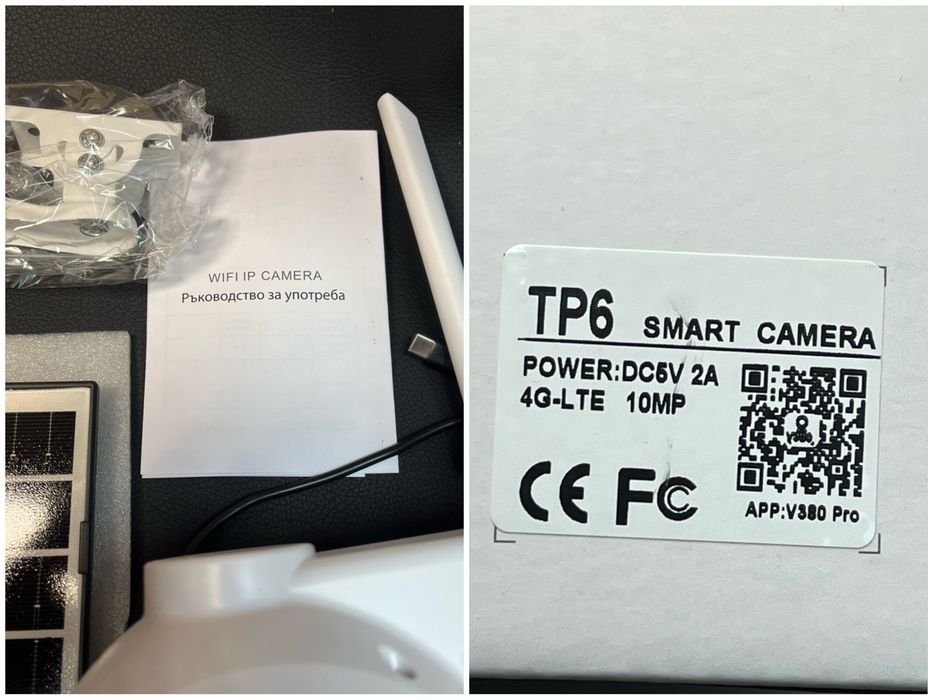 WIFI IP CAMERA
Ръководство за употреба
TP6 SMART CAMERA
POWER:DC5V 2A
4G-LTE 10MP
V380
CE FC
APP:V380 Pro